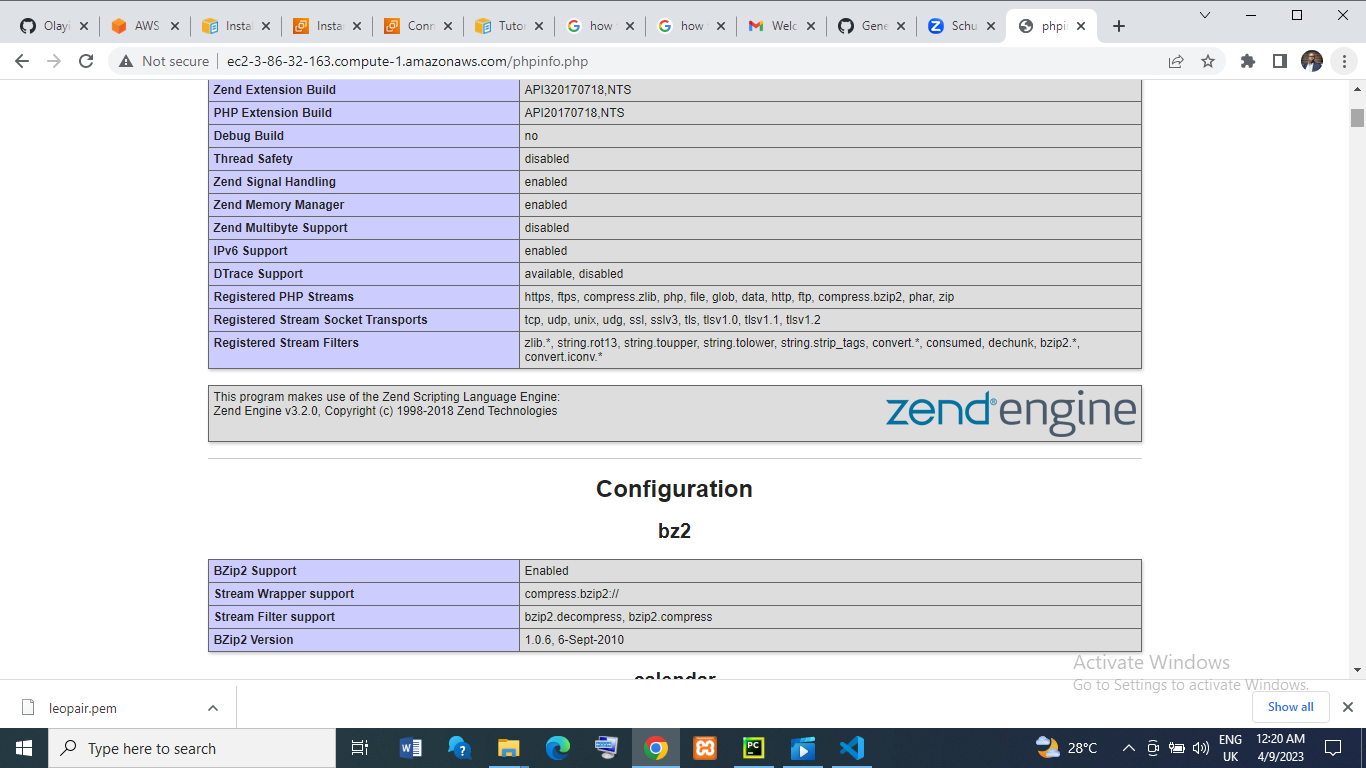 Olayi
AWS
Instal
Instan
Conn
Tutor
how
how
Welc
Gene
Schu
phpin
Not secure
ec2-3-86-32-163.compute-1.amazonaws.com/phpinfo.php
Zend Extension Build API320170718,NTS
PHP Extension Build API20170718,NTS
Debug Build no
Thread Safety disabled
Zend Signal Handling enabled
Zend Memory Manager enabled
Zend Multibyte Support disabled
IPv6 Support enabled
DTrace Support available, disabled
Registered PHP Streams https, ftps, compress.zlib, php, file, glob, data, http, ftp, compress.bzip2, phar, zip
Registered Stream Socket Transports tcp, udp, unix, udg, ssl, sslv3, tls, tlsv1.0, tlsv1.1, tlsv1.2
Registered Stream Filters zlib.*, string.rot13, string.toupper, string.tolower, string.strip_tags, convert.*, consumed, dechunk, bzip2.*,
convert.iconv.*
This program makes use of the Zend Scripting Language Engine:
Zend Engine v3.2.0, Copyright (c) 1998-2018 Zend Technologies
zend® engine
Configuration
bz2
BZip2 Support Enabled
Stream Wrapper support compress.bzip2://
Stream Filter support bzip2.decompress, bzip2.compress
BZip2 Version 1.0.6, 6-Sept-2010
calendar
Activate Windows
Go to Settings to activate Windows.
leopair.pem
Show all
Type here to search
28°C
ENG
UK
12:20 AM
4/9/2023